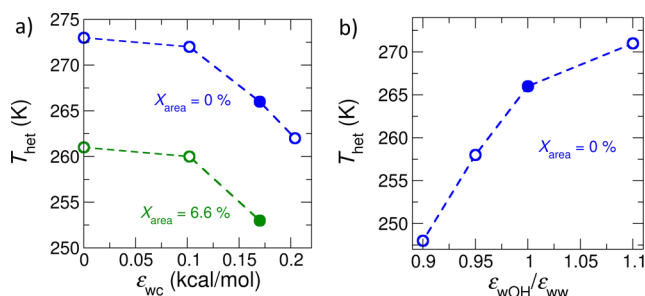 a)
275
270
265
260
255
250
T_het (K)
X_area = 0 %
X_area = 6.6 %
0 0.05 0.1 0.15 0.2
ε_wc (kcal/mol)
b)
270
265
260
255
250
T_het (K)
X_area = 0 %
0.9 0.95 1 1.05 1.1
ε_wOH/ε_ww